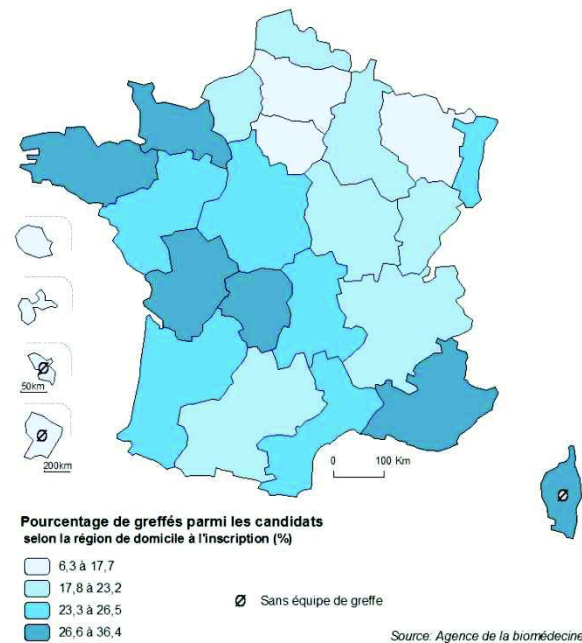 50km
200km
0 100 Km
Pourcentage de greffés parmi les candidats
selon la région de domicile à l'inscription (%)
6,3 à 17,7
17,8 à 23,2
23,3 à 26,5
26,6 à 36,4
Ø Sans équipe de greffe
Source: Agence de la biomédecine